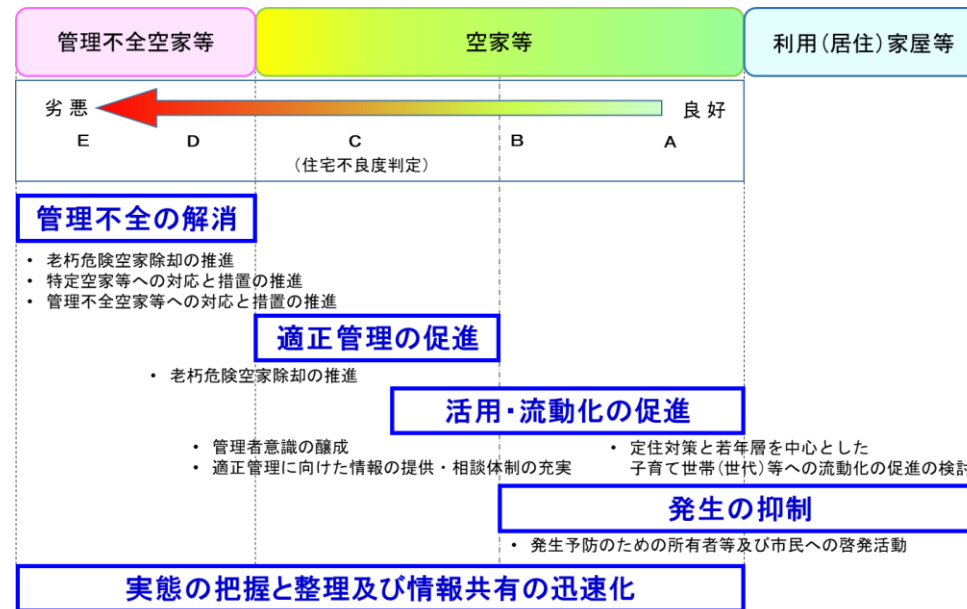 管理不全空家等
空家等
利用(居住)家屋等
劣悪
良好
E
D
C
B
A
(住宅不良度判定)
管理不全の解消
• 老朽危険空家除却の推進
• 特定空家等への対応と措置の推進
• 管理不全空家等への対応と措置の推進
適正管理の促進
• 老朽危険空家除却の推進
活用・流動化の促進
• 管理者意識の醸成
• 適正管理に向けた情報の提供・相談体制の充実
• 定住対策と若年層を中心とした
子育て世帯(世代)等への流動化の促進の検討
発生の抑制
• 発生予防のための所有者等及び市民への啓発活動
実態の把握と整理及び情報共有の迅速化